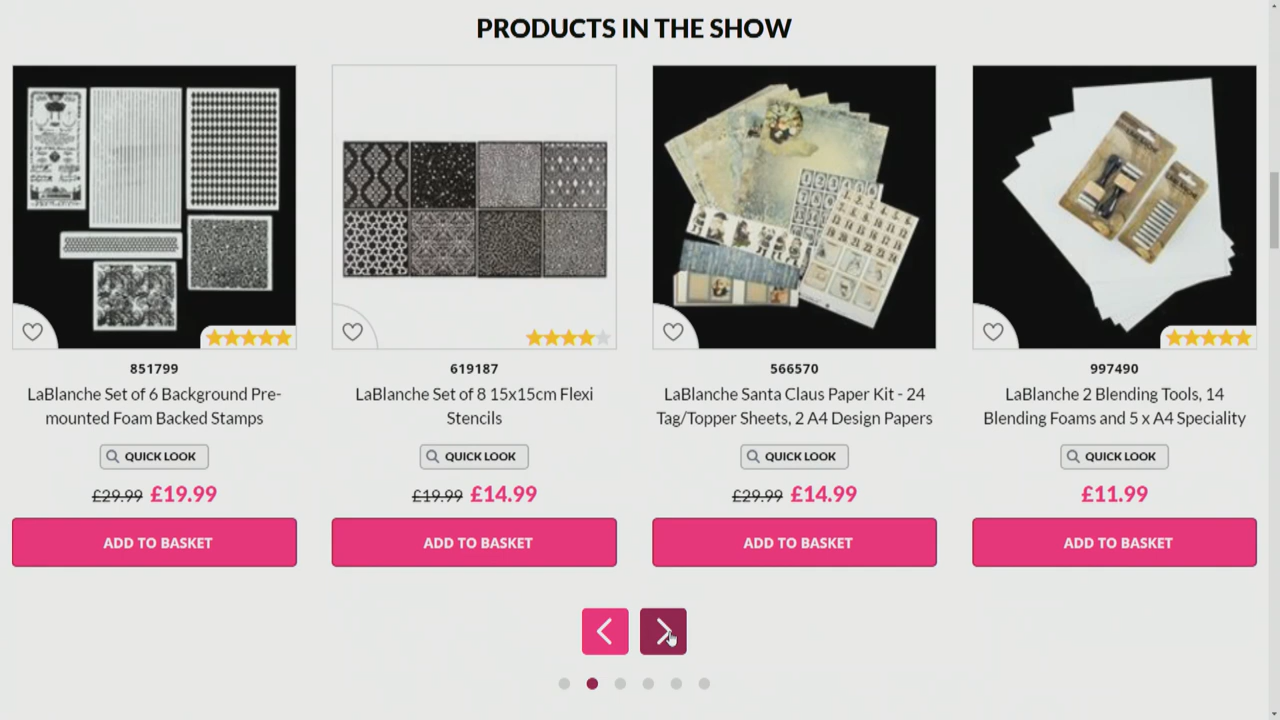 PRODUCTS IN THE SHOW
851799
LaBlanche Set of 6 Background Pre-
mounted Foam Backed Stamps
QUICK LOOK
£29.99 £19.99
ADD TO BASKET
619187
LaBlanche Set of 8 15x15cm Flexi
Stencils
QUICK LOOK
£19.99 £14.99
ADD TO BASKET
566570
LaBlanche Santa Claus Paper Kit - 24
Tag/Topper Sheets, 2 A4 Design Papers
QUICK LOOK
£29.99 £14.99
ADD TO BASKET
997490
LaBlanche 2 Blending Tools, 14
Blending Foams and 5 x A4 Speciality
QUICK LOOK
£11.99
ADD TO BASKET